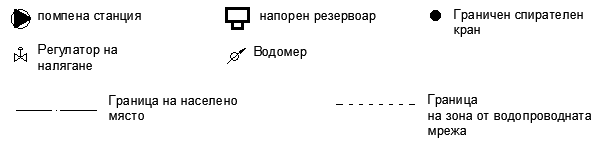 помпена станция
напорен резервоар
Граничен спирателен
кран
Регулатор на
налягане
Водомер
Граница на населено
място
Граница
на зона от водопроводната
мрежа